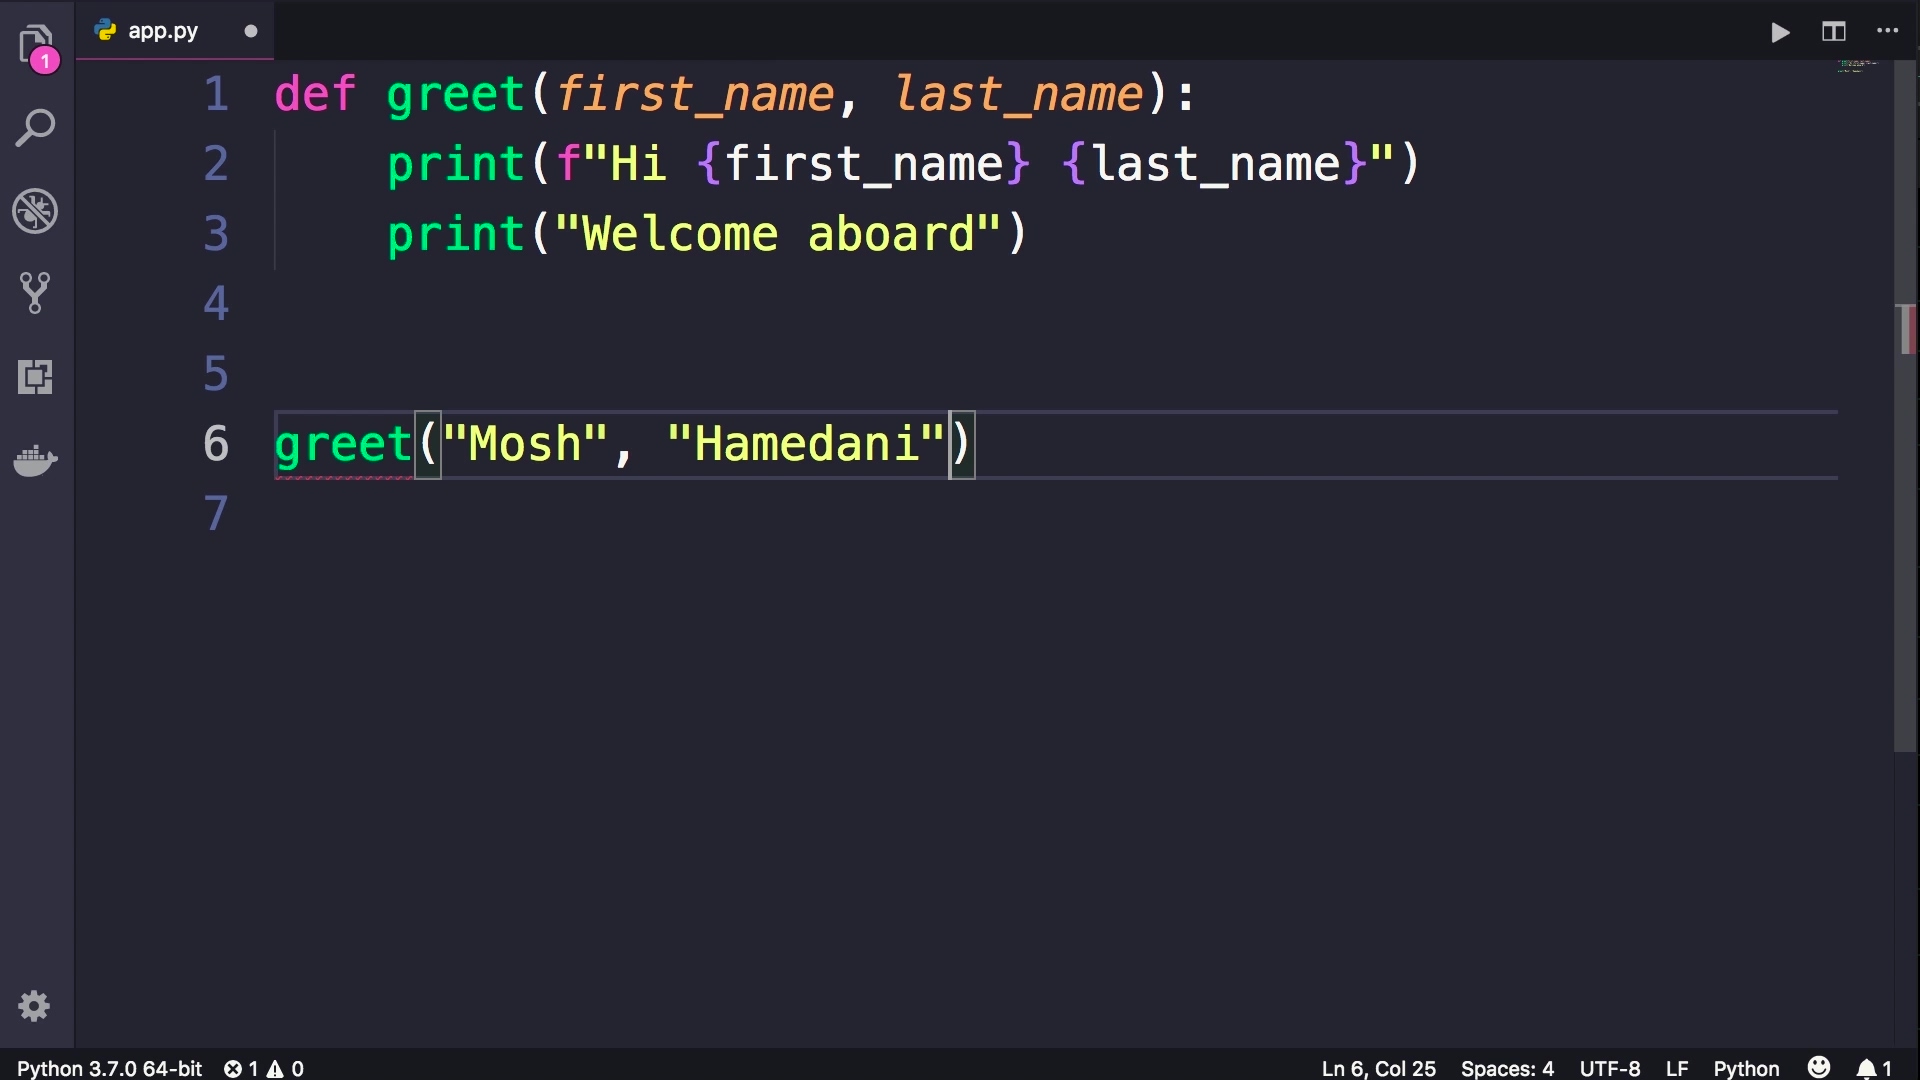 1
app.py
1 def greet(first_name, last_name):
2     print(f"Hi {first_name} {last_name}")
3     print("Welcome aboard")
4
5
6 greet("Mosh", "Hamedani")
7
Python 3.7.0 64-bit 1 0 Ln 6, Col 25 Spaces: 4 UTF-8 LF Python 1